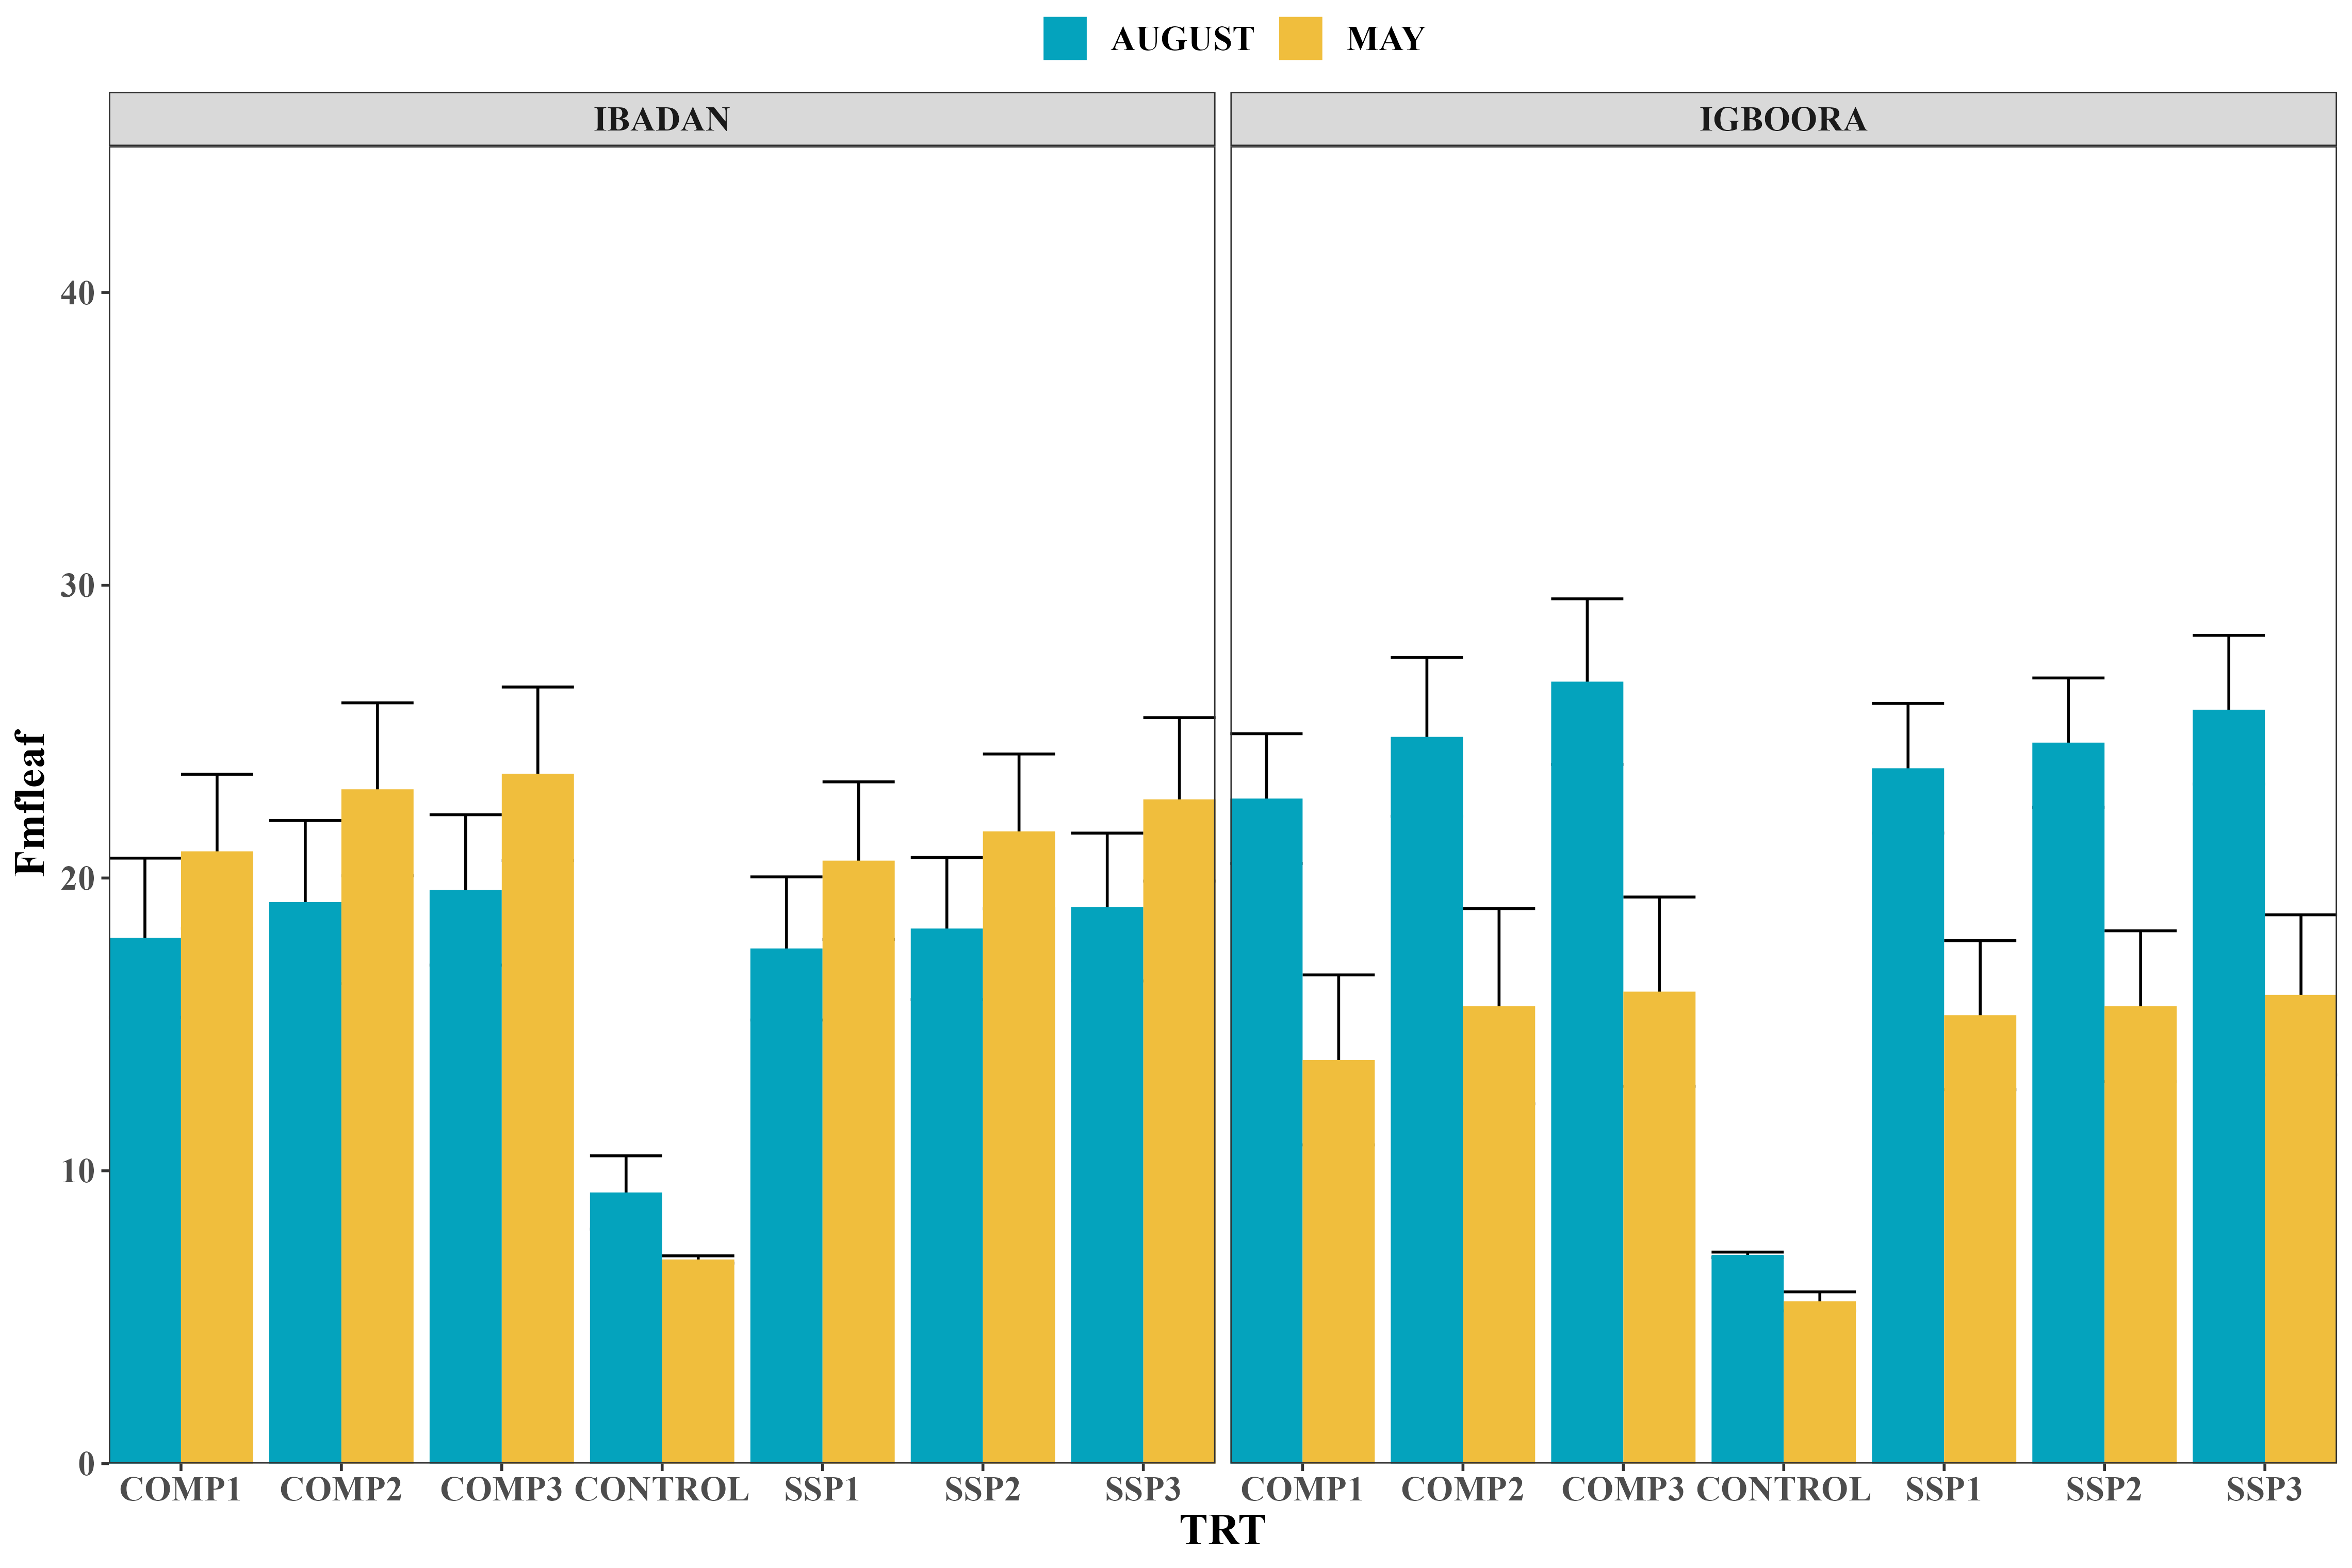 AUGUST MAY
IBADAN IGBOORA
40
30
20
10
0
Fmfleaf
COMP1 COMP2 COMP3 CONTROL SSP1 SSP2 SSP3 COMP1 COMP2 COMP3 CONTROL SSP1 SSP2 SSP3
TRT